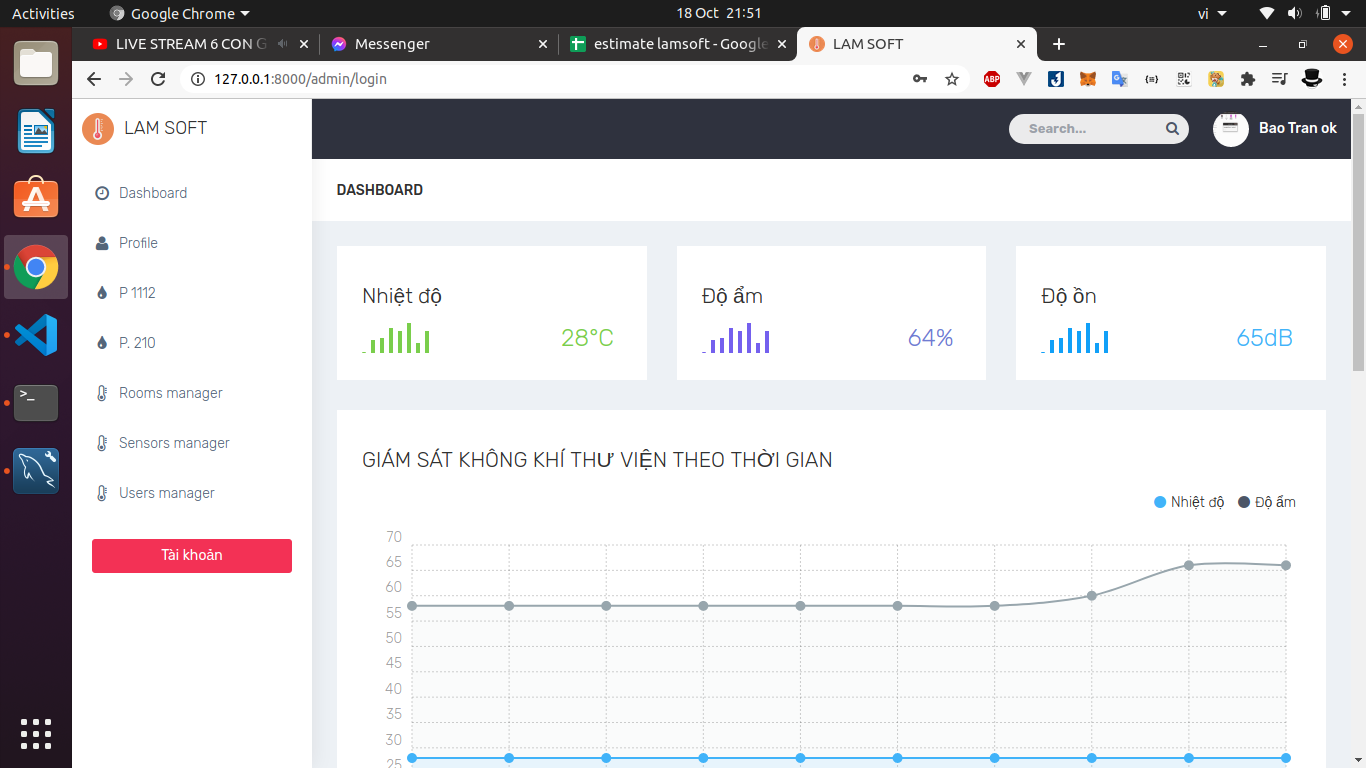 Activities
Google Chrome
18 Oct 21:51
vi
LIVE STREAM 6 CON G
Messenger
estimate lamsoft - Google
LAM SOFT
127.0.0.1:8000/admin/login
ABP
LAM SOFT
Search...
Bao Tran ok
Dashboard
Profile
P 1112
P. 210
Rooms manager
Sensors manager
Users manager
Tài khoản
DASHBOARD
Nhiệt độ
28°C
Độ ẩm
64%
Độ ồn
65dB
GIÁM SÁT KHÔNG KHÍ THƯ VIỆN THEO THỜI GIAN
Nhiệt độ
Độ ẩm
70
65
60
55
50
45
40
35
30
25